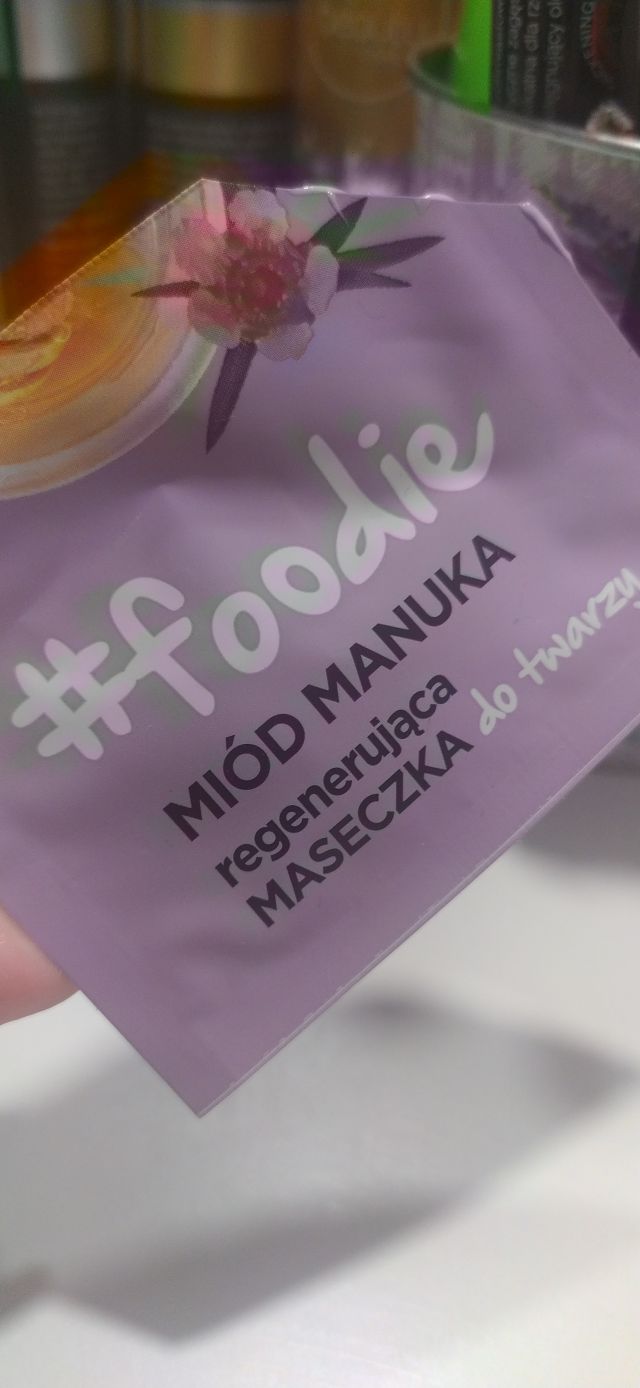 #foodie
MIÓD MANUKA
regenerująca
MASECZKA do twarzy